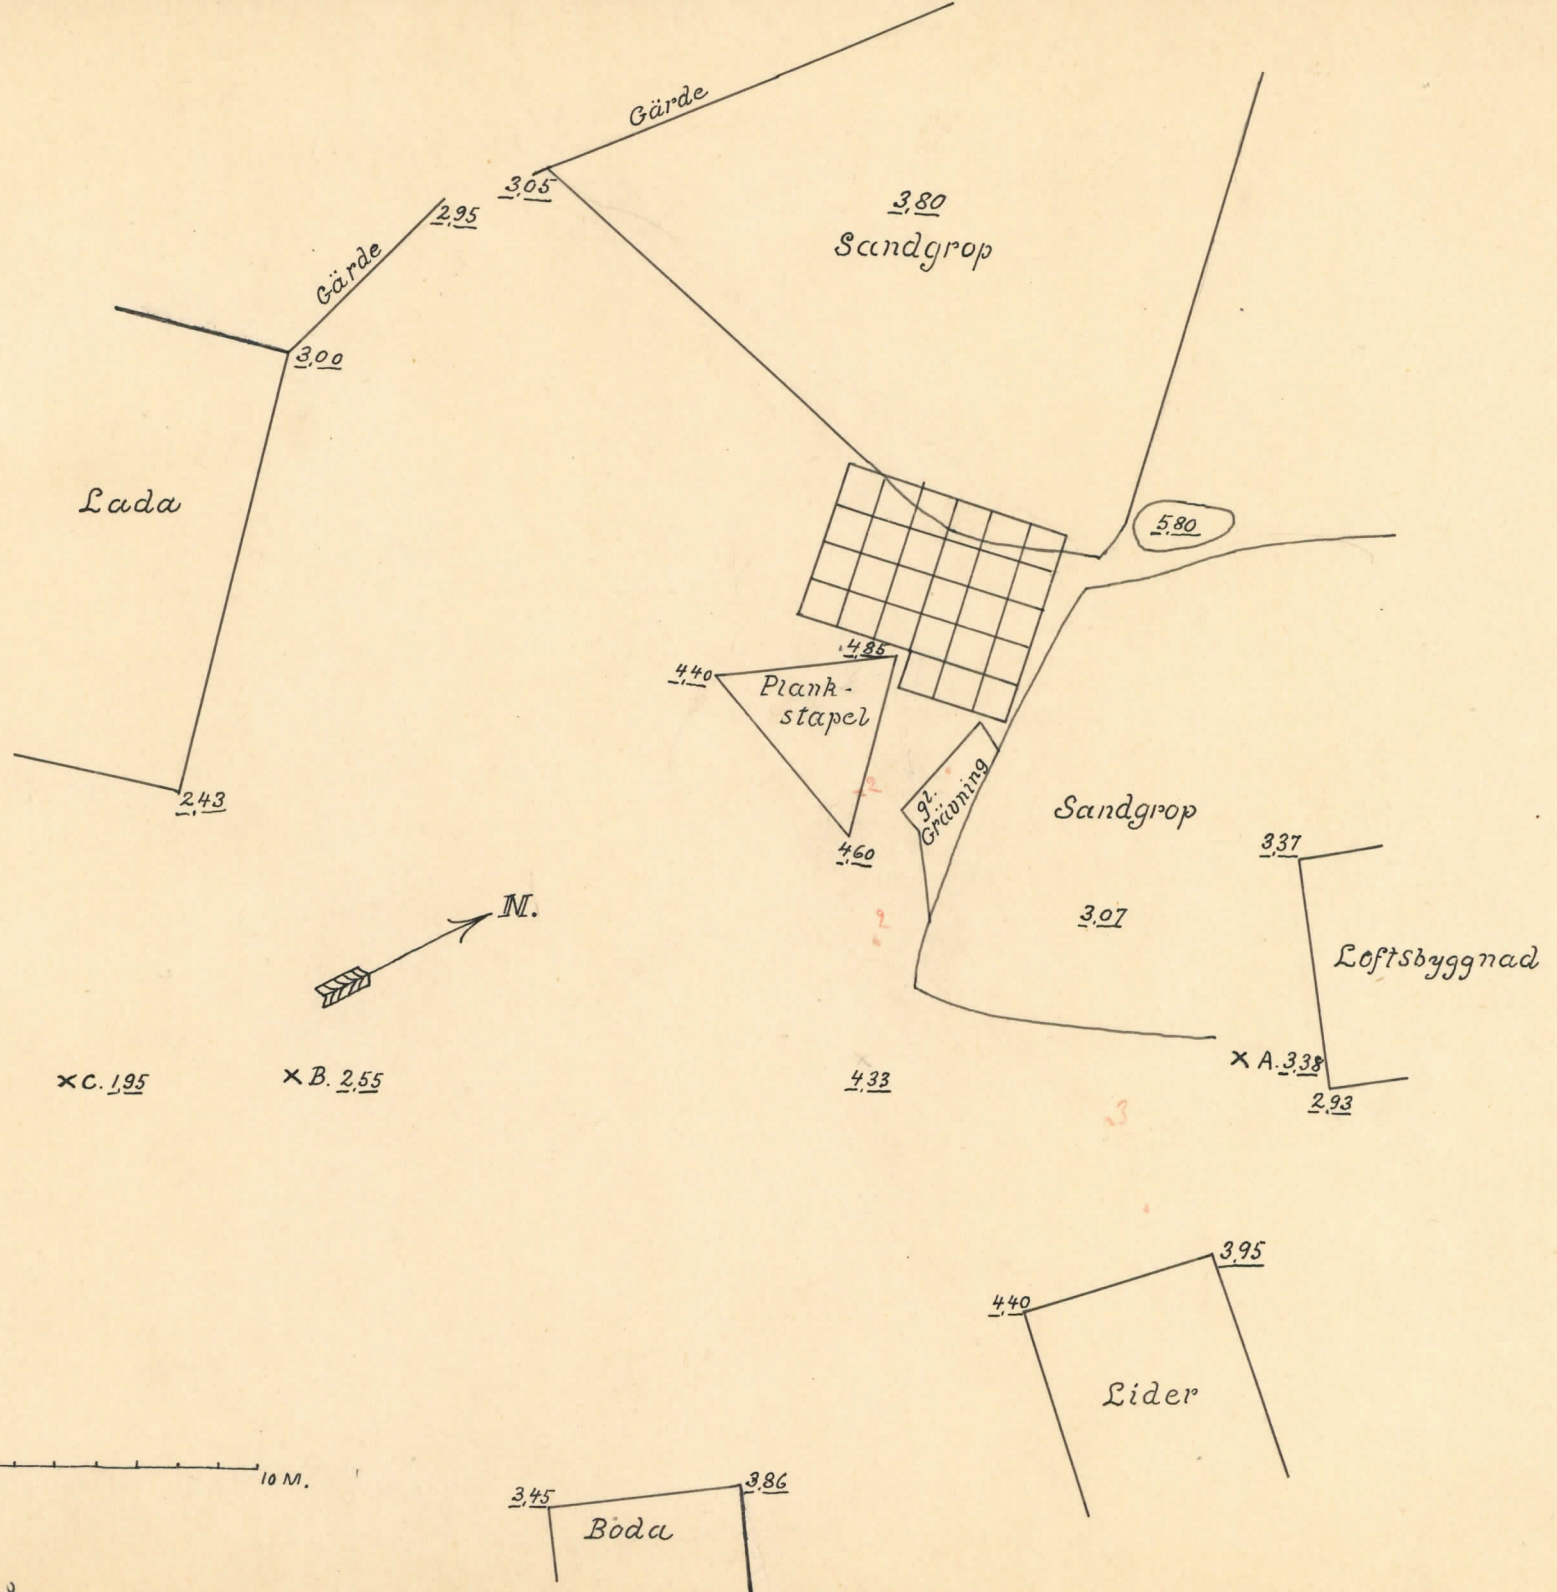 Gärde
3,05
2,95
3,80
Sandgrop
Gärde
3,00
Lada
5,80
4,85
4,40
Plank-
stapel
2,43
gl.
Grävning
Sandgrop
3,37
4,60
N.
3,07
Loftsbyggnad
× C. 1,95
× B. 2,55
4,33
× A. 3,38
2,93
3
3,95
4,40
Lider
10 M.
3,45
3,86
Boda